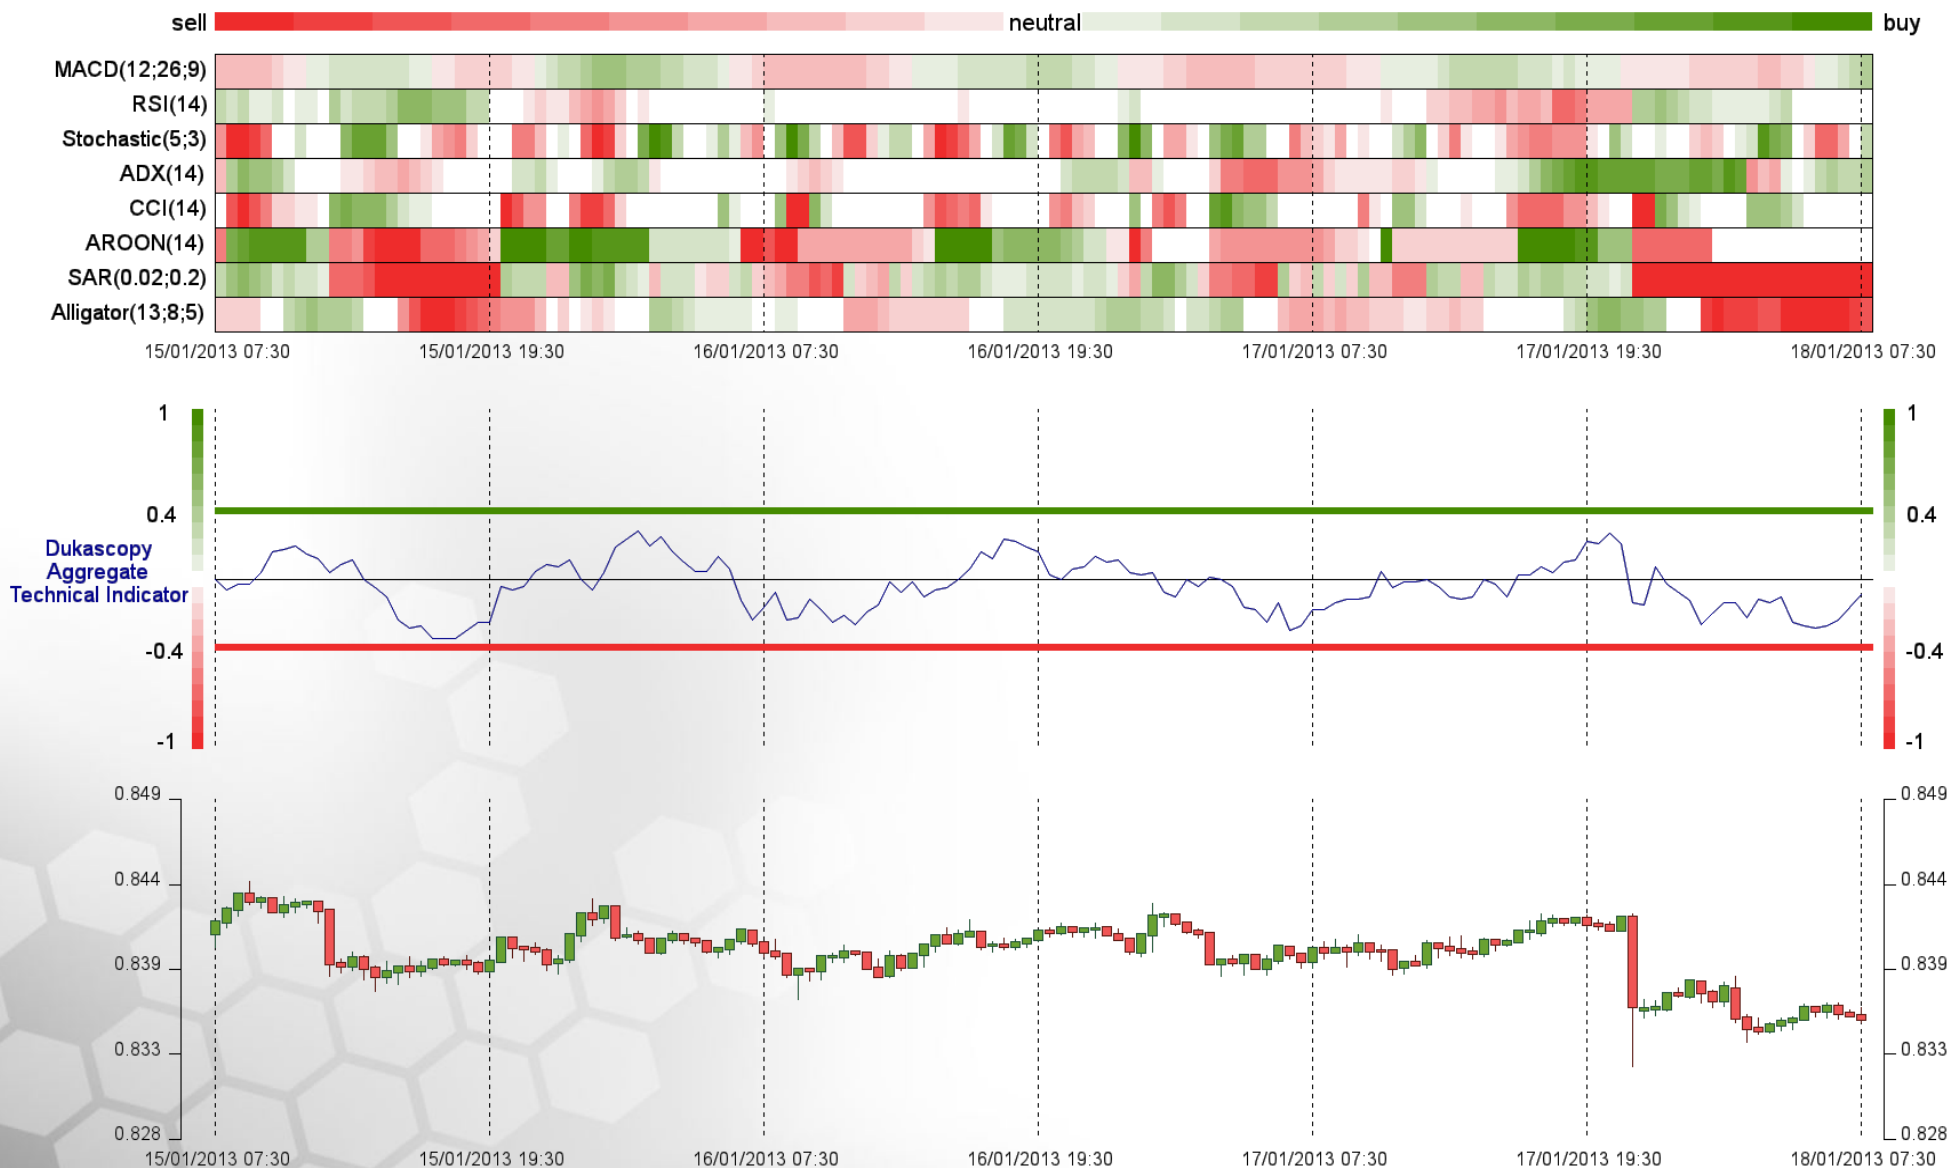 sell neutral buy
MACD(12;26;9)
RSI(14)
Stochastic(5;3)
ADX(14)
CCI(14)
AROON(14)
SAR(0.02;0.2)
Alligator(13;8;5)
15/01/2013 07:30 15/01/2013 19:30 16/01/2013 07:30 16/01/2013 19:30 17/01/2013 07:30 17/01/2013 19:30 18/01/2013 07:30
1 1
0.4 0.4
Dukascopy
Aggregate
Technical Indicator
-0.4 -0.4
-1 -1
0.849 0.849
0.844 0.844
0.839 0.839
0.833 0.833
0.828 0.828
15/01/2013 07:30 15/01/2013 19:30 16/01/2013 07:30 16/01/2013 19:30 17/01/2013 07:30 17/01/2013 19:30 18/01/2013 07:30